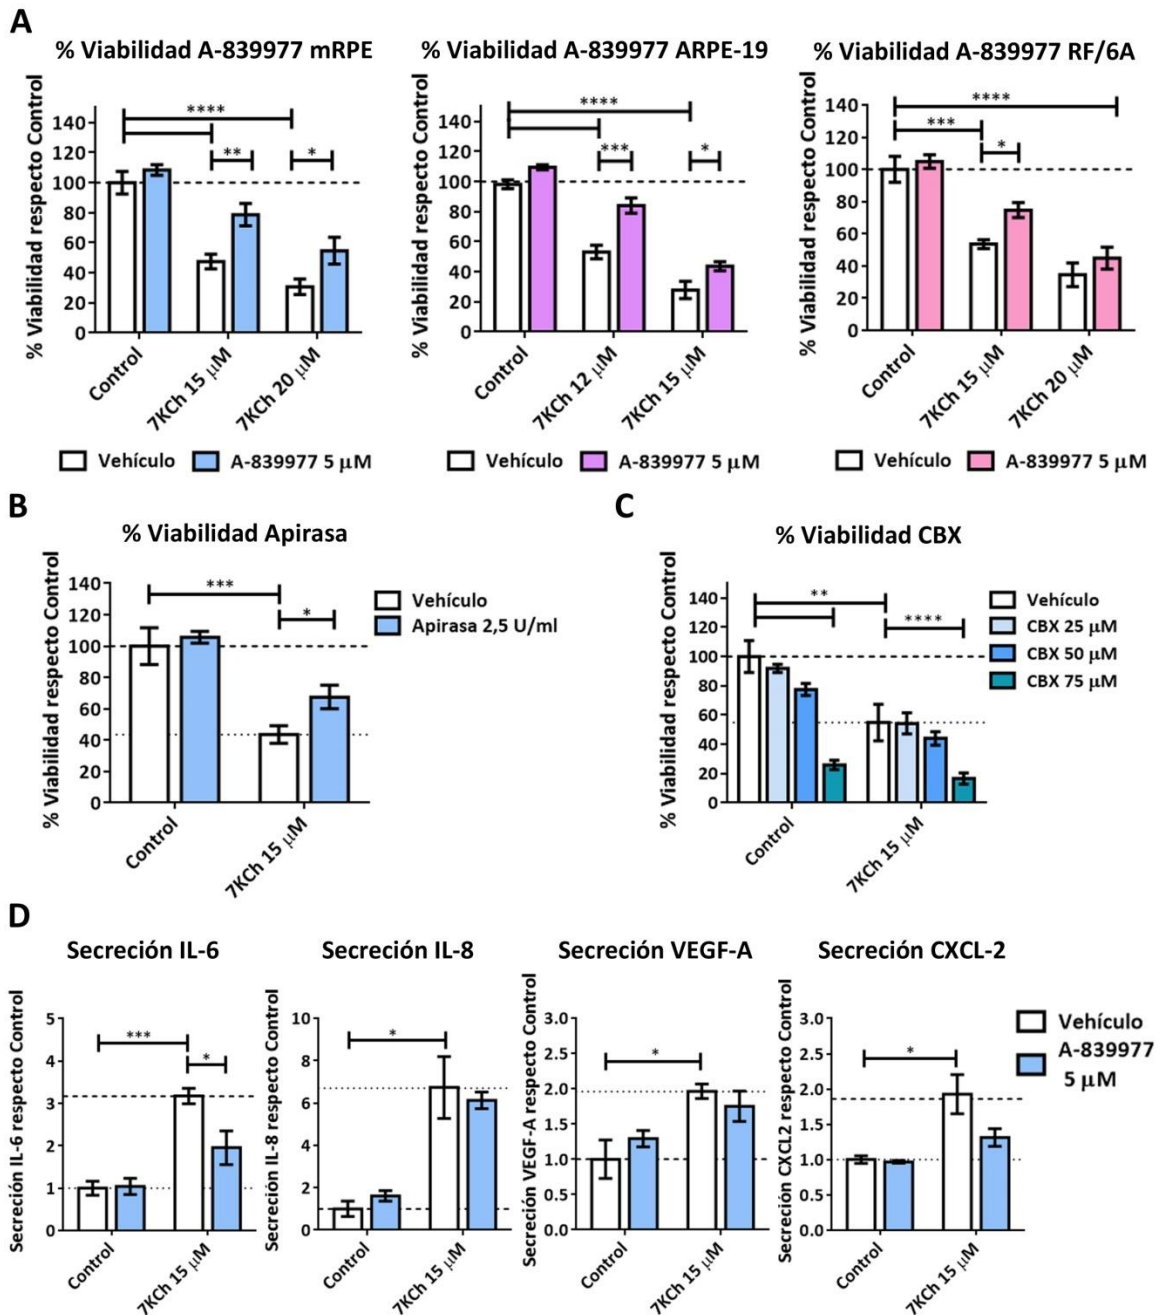 A
% Viabilidad A-839977 mRPE
% Viabilidad respecto Control
140
120
100
80
60
40
20
0
****
**
*
Control
7KCh 15 μM
7KCh 20 μM
Vehículo
A-839977 5 μM
% Viabilidad A-839977 ARPE-19
% Viabilidad respecto Control
140
120
100
80
60
40
20
0
****
***
*
Control
7KCh 12 μM
7KCh 15 μM
Vehículo
A-839977 5 μM
% Viabilidad A-839977 RF/6A
% Viabilidad respecto Control
140
120
100
80
60
40
20
0
****
***
*
Control
7KCh 15 μM
7KCh 20 μM
Vehículo
A-839977 5 μM
B
% Viabilidad Apirasa
% Viabilidad respecto Control
140
120
100
80
60
40
20
0
***
*
Control
7KCh 15 μM
Vehículo
Apirasa 2,5 U/ml
C
% Viabilidad CBX
% Viabilidad respecto Control
140
120
100
80
60
40
20
0
**
****
Control
7KCh 15 μM
Vehículo
CBX 25 μM
CBX 50 μM
CBX 75 μM
D
Secreción IL-6
Secreción IL-6 respecto Control
5
4
3
2
1
0
***
*
Control
7KCh 15 μM
Secreción IL-8
Secreción IL-8 respecto Control
10
8
6
4
2
0
*
Control
7KCh 15 μM
Secreción VEGF-A
Secreción VEGF-A respecto Control
3.0
2.5
2.0
1.5
1.0
0.5
0.0
*
Control
7KCh 15 μM
Secreción CXCL-2
Secreción CXCL2 respecto Control
3.0
2.5
2.0
1.5
1.0
0.5
0.0
*
Control
7KCh 15 μM
Vehículo
A-839977
5 μM